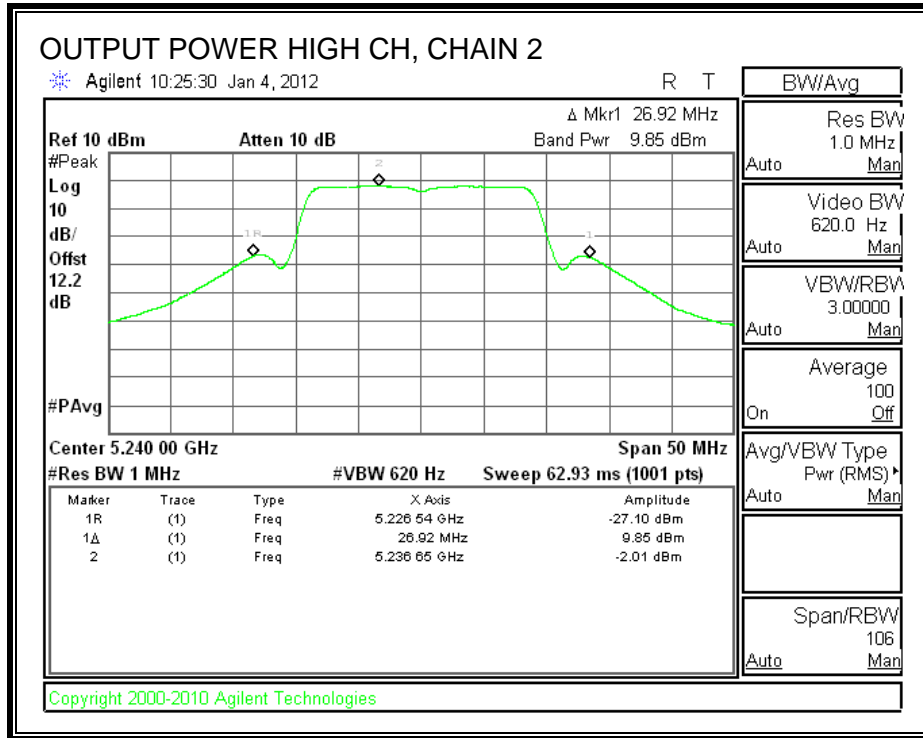 OUTPUT POWER HIGH CH, CHAIN 2
Agilent 10:25:30 Jan 4, 2012 R T
Δ Mkr1 26.92 MHz
Ref 10 dBm Atten 10 dB Band Pwr 9.85 dBm
#Peak
Log
10
dB/
Offst
12.2
dB
#PAvg
2
1R
1
Center 5.240 00 GHz Span 50 MHz
#Res BW 1 MHz #VBW 620 Hz Sweep 62.93 ms (1001 pts)
Marker Trace Type X Axis Amplitude
1R (1) Freq 5.226 54 GHz -27.10 dBm
1Δ (1) Freq 26.92 MHz 9.85 dBm
2 (1) Freq 5.236 65 GHz -2.01 dBm
Copyright 2000-2010 Agilent Technologies
BW/Avg
Res BW
1.0 MHz
Auto Man
Video BW
620.0 Hz
Auto Man
VBW/RBW
3.00000
Auto Man
Average
100
On Off
Avg/VBW Type
Pwr (RMS)
Auto Man
Span/RBW
106
Auto Man